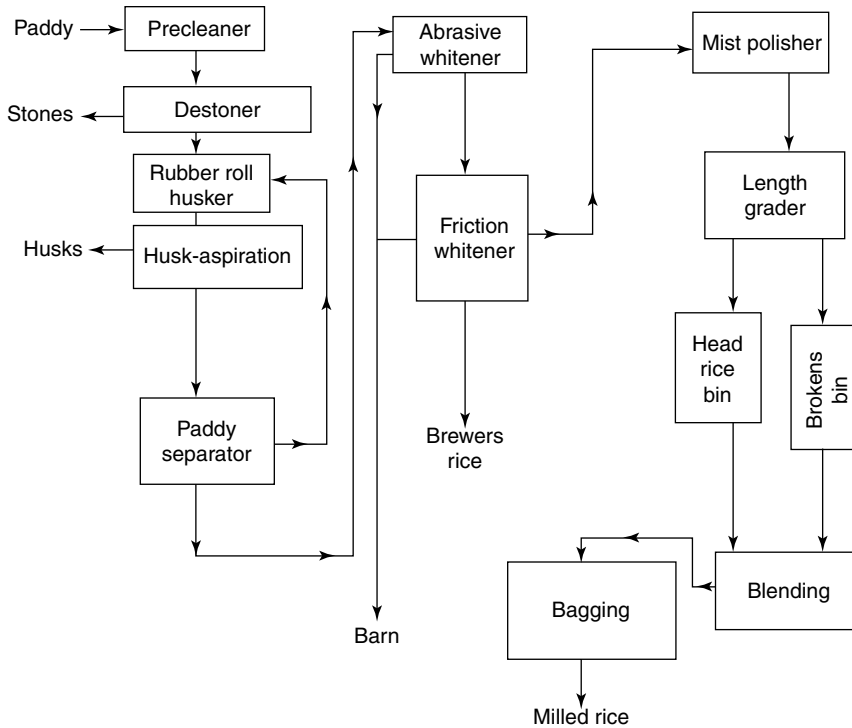 Paddy
Precleaner
Stones
Destoner
Rubber roll
husker
Husks
Husk-aspiration
Paddy
separator
Abrasive
whitener
Friction
whitener
Brewers
rice
Barn
Mist polisher
Length
grader
Head
rice
bin
Brokens
bin
Blending
Bagging
Milled rice